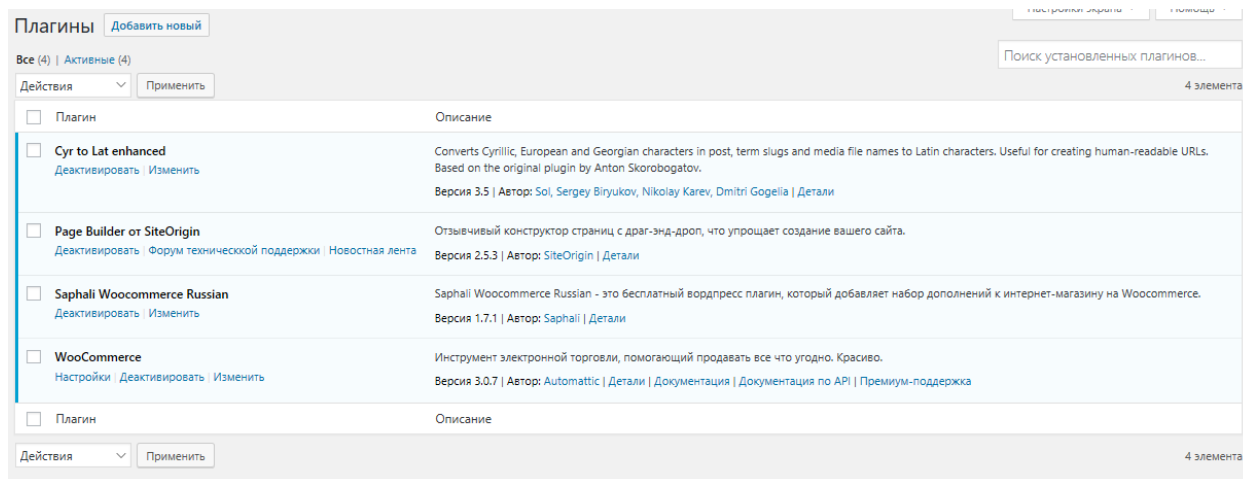 Настройки экрана
Помощь
Плагины
Добавить новый
Все (4) | Активные (4)
Поиск установленных плагинов...
Действия
Применить
4 элемента
Плагин
Описание
Cyr to Lat enhanced
Деактивировать | Изменить
Converts Cyrillic, European and Georgian characters in post, term slugs and media file names to Latin characters. Useful for creating human-readable URLs.
Based on the original plugin by Anton Skorobogatov.
Версия 3.5 | Автор: Sol, Sergey Biryukov, Nikolay Karev, Dmitri Gogelia | Детали
Page Builder от SiteOrigin
Деактивировать | Форум техническкой поддержки | Новостная лента
Отзывчивый конструктор страниц с драг-энд-дроп, что упрощает создание вашего сайта.
Версия 2.5.3 | Автор: SiteOrigin | Детали
Saphali Woocommerce Russian
Деактивировать | Изменить
Saphali Woocommerce Russian - это бесплатный вордпресс плагин, который добавляет набор дополнений к интернет-магазину на Woocommerce.
Версия 1.7.1 | Автор: Saphali | Детали
WooCommerce
Настройки | Деактивировать | Изменить
Инструмент электронной торговли, помогающий продавать все что угодно. Красиво.
Версия 3.0.7 | Автор: Automattic | Детали | Документация | Документация по API | Премиум-поддержка
Плагин
Описание
Действия
Применить
4 элемента